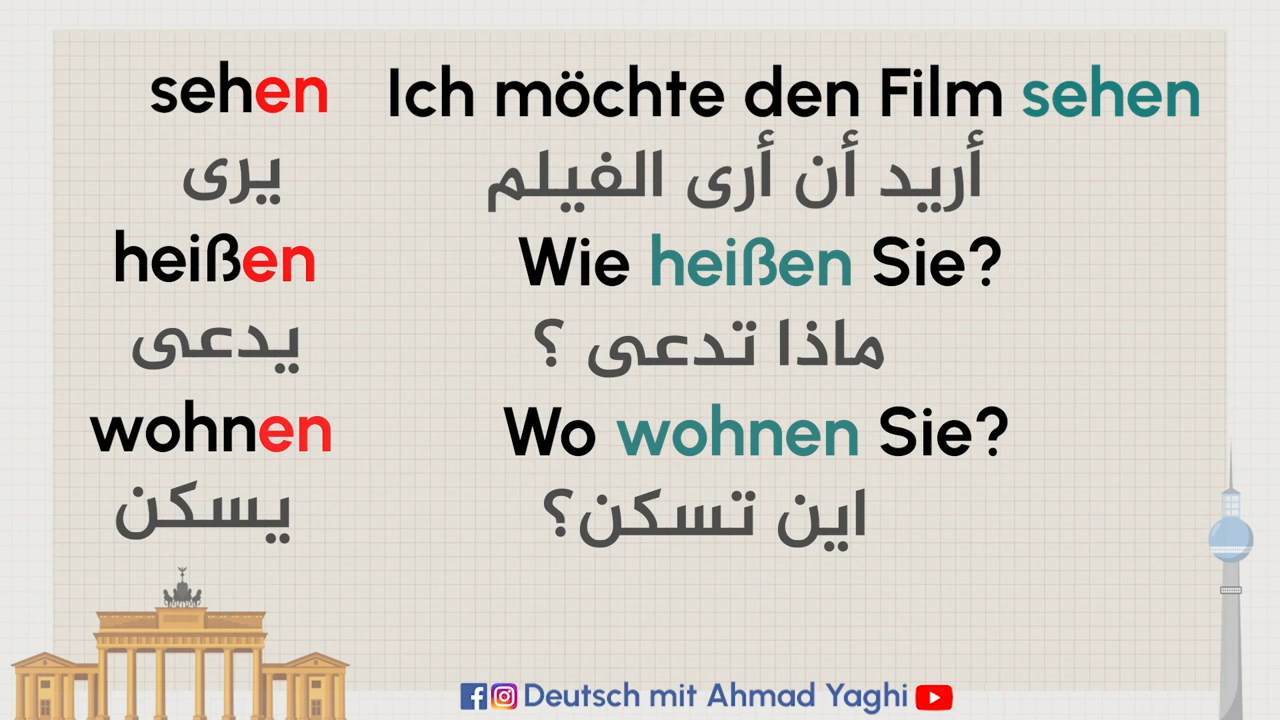 sehen Ich möchte den Film sehen
يرى أريد أن أرى الفيلم
heißen Wie heißen Sie?
يدعى ماذا تدعى ؟
wohnen Wo wohnen Sie?
يسكن اين تسكن؟
Deutsch mit Ahmad Yaghi